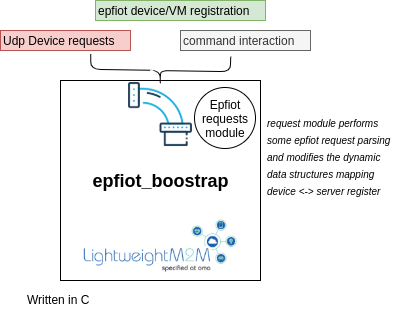 epfiot device/VM registration
Udp Device requests
command interaction
Epfiot
requests
module
request module performs
some epfiot request parsing
and modifies the dynamic
data structures mapping
device <-> server register
epfiot_boostrap
LightweightM2M
specified at oma
Written in C